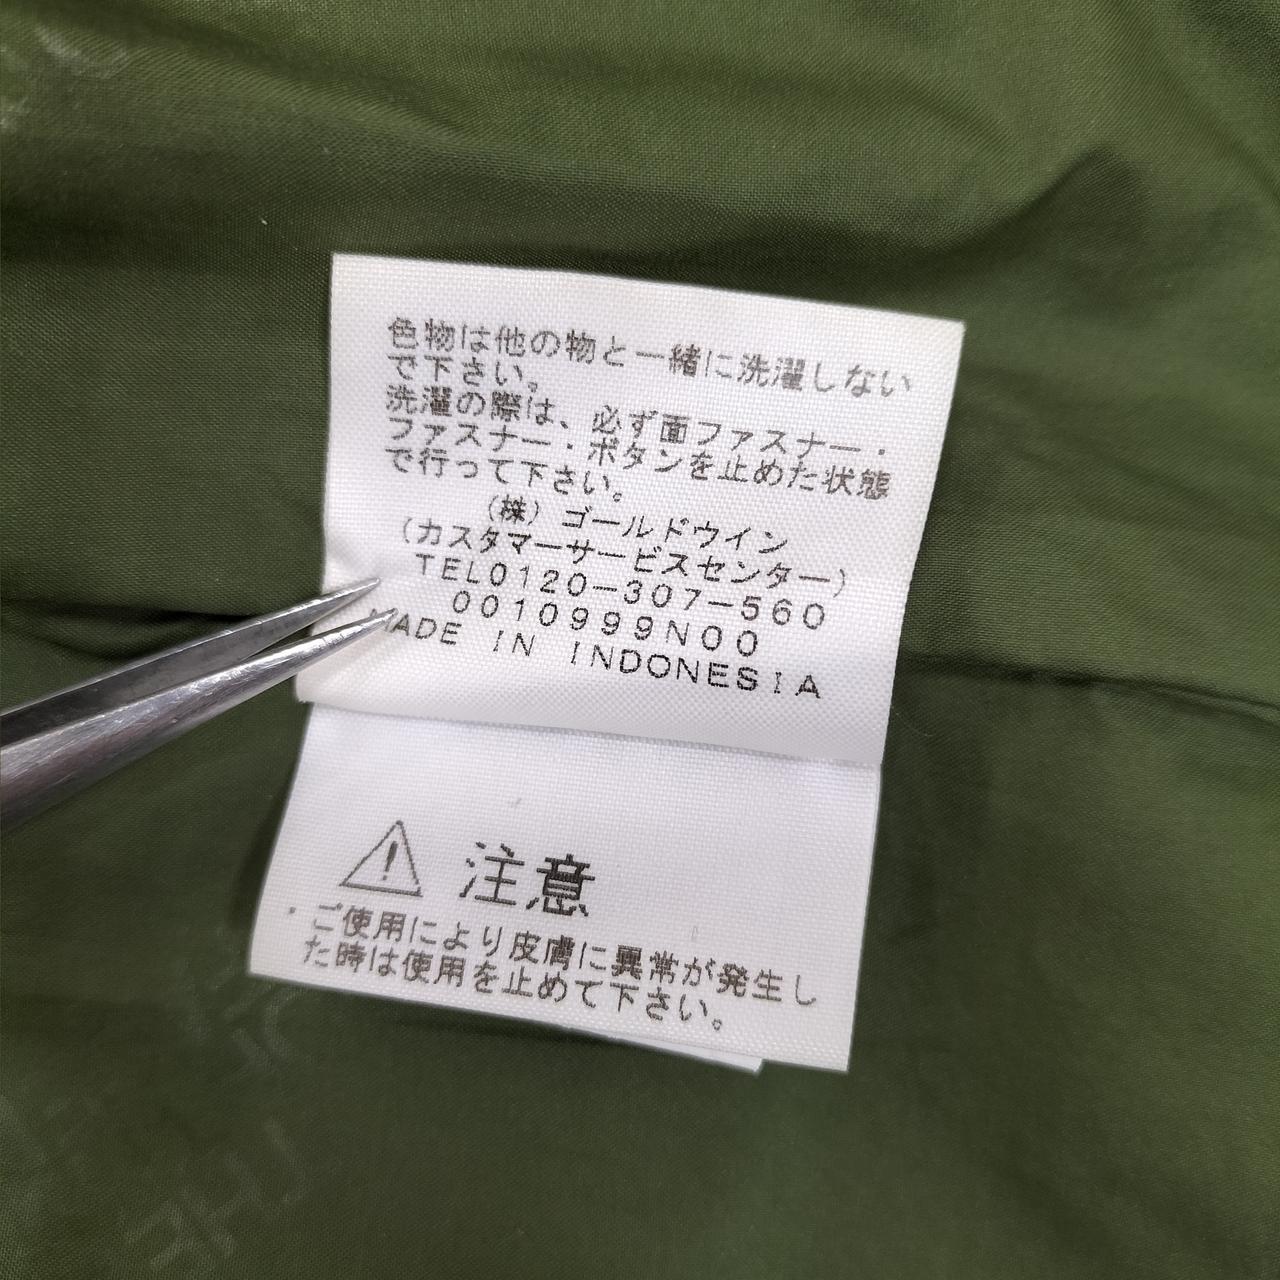 色物は他の物と一緒に洗濯しない
で下さい。
洗濯の際は、必ず面ファスナー・
ファスナー・ボタンを止めた状態
で行って下さい。
(株)ゴールドウイン
(カスタマーサービスセンター)
TEL0120-307-560
0010999N00
MADE IN INDONESIA
注意
・ご使用により皮膚に異常が発生し
た時は使用を止めて下さい。